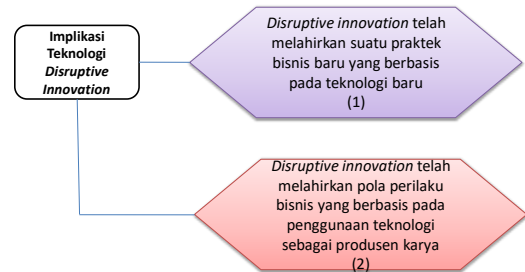 Implikasi
Teknologi
Disruptive
Innovation
Disruptive innovation telah
melahirkan suatu praktek
bisnis baru yang berbasis
pada teknologi baru
(1)
Disruptive innovation telah
melahirkan pola perilaku
bisnis yang berbasis pada
penggunaan teknologi
sebagai produsen karya
(2)